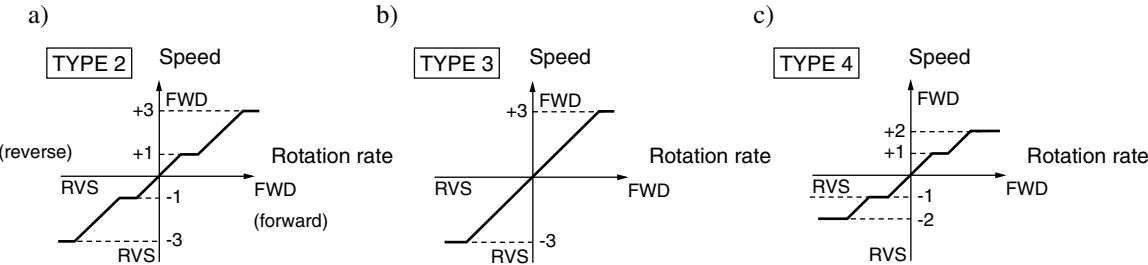 a)
TYPE 2
Speed
FWD
+3
+1
(reverse)
Rotation rate
RVS
FWD
-1
(forward)
-3
RVS
b)
TYPE 3
Speed
+3
FWD
Rotation rate
RVS
FWD
-3
RVS
c)
TYPE 4
Speed
FWD
+2
+1
Rotation rate
RVS
FWD
-1
-2
RVS